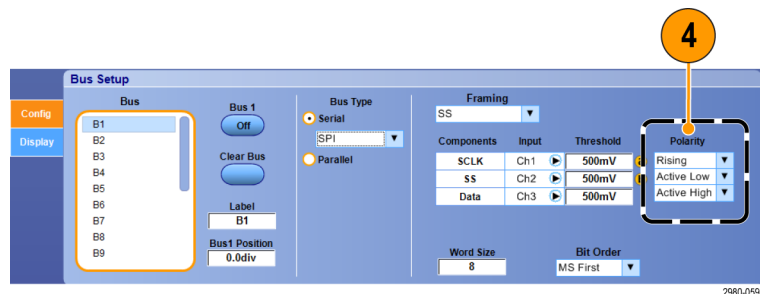 4
Bus Setup
Config
Display
Bus
B1
B2
B3
B4
B5
B6
B7
B8
B9
Bus 1
Off
Clear Bus
Label
B1
Bus1 Position
0.0div
Bus Type
Serial
SPI
Parallel
Framing
SS
Components Input Threshold Polarity
SCLK Ch1 500mV Rising
SS Ch2 500mV Active Low
Data Ch3 500mV Active High
Word Size
8
Bit Order
MS First
2980-059